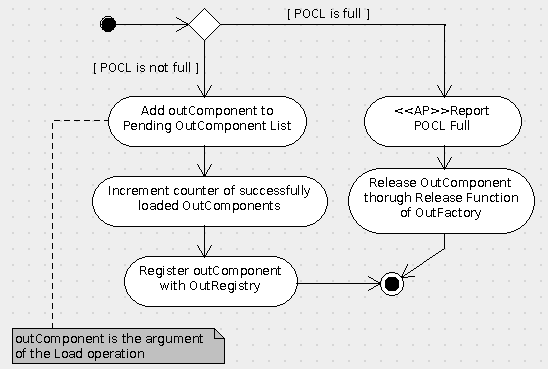 [ POCL is full ]
[ POCL is not full ]
Add outComponent to
Pending OutComponent List
<<AP>>Report
POCL Full
Increment counter of successfully
loaded OutComponents
Release OutComponent
thorugh Release Function
of OutFactory
Register outComponent
with OutRegistry
outComponent is the argument
of the Load operation